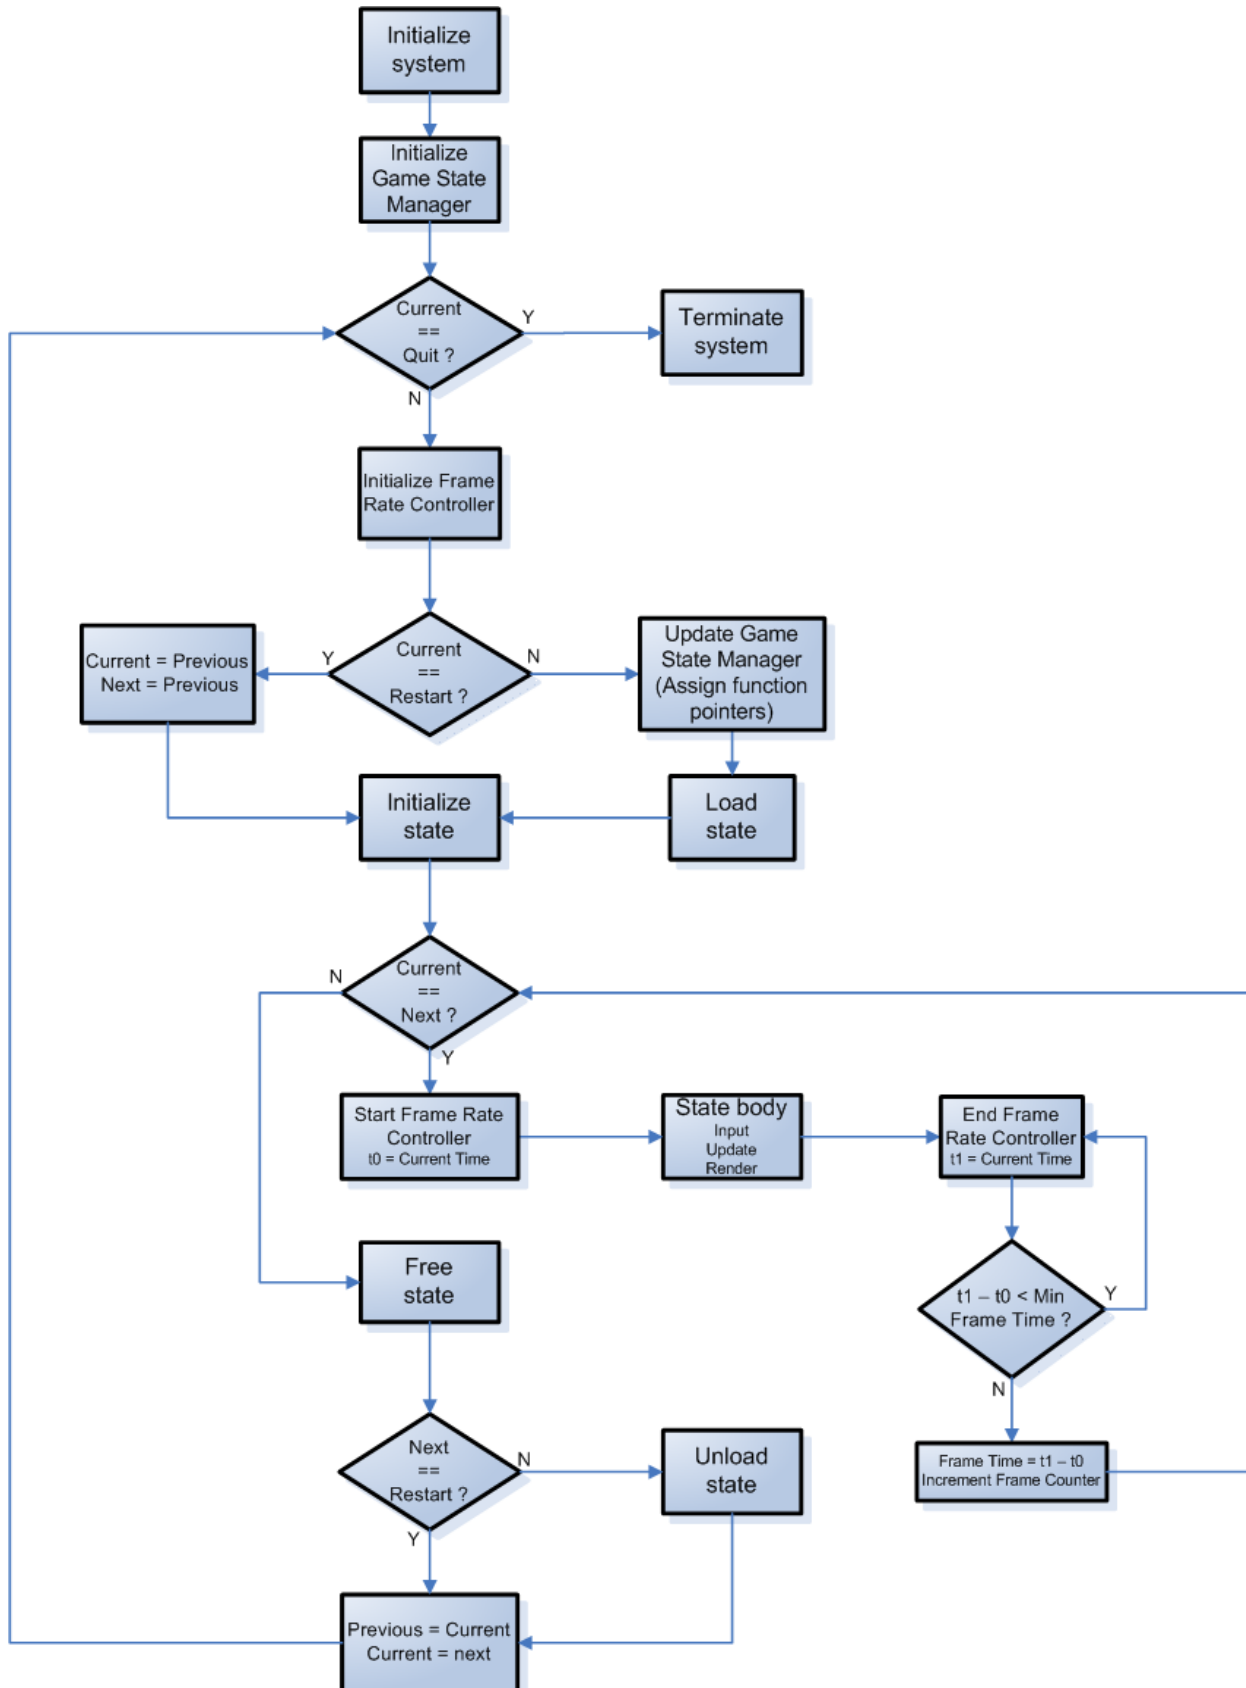 Initialize
system
Initialize
Game State
Manager
Current
==
Quit ?
Y
N
Terminate
system
Initialize Frame
Rate Controller
Current = Previous
Next = Previous
Y
Current
==
Restart ?
N
Update Game
State Manager
(Assign function
pointers)
Initialize
state
Load
state
N
Current
==
Next ?
Y
Start Frame Rate
Controller
t0 = Current Time
State body
Input
Update
Render
End Frame
Rate Controller
t1 = Current Time
Free
state
t1 – t0 < Min
Frame Time ?
Y
N
Next
==
Restart ?
N
Y
Unload
state
Frame Time = t1 – t0
Increment Frame Counter
Previous = Current
Current = next